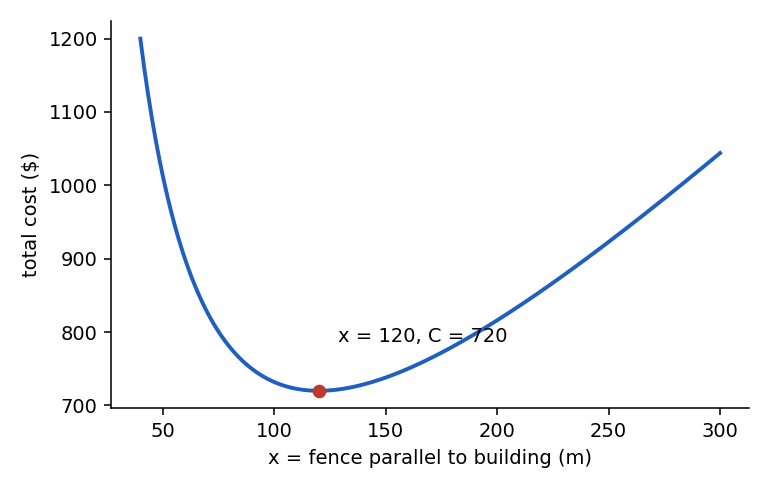 1200
1100
1000
900
800
700
total cost ($)
x = 120, C = 720
50 100 150 200 250 300
x = fence parallel to building (m)